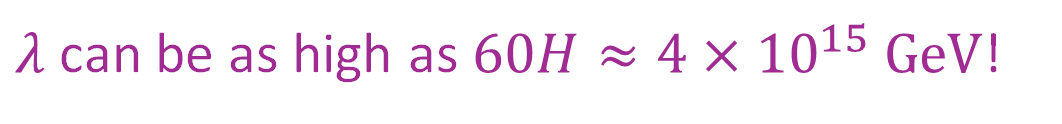 λ can be as high as 60H ≈ 4 × 10¹⁵ GeV!